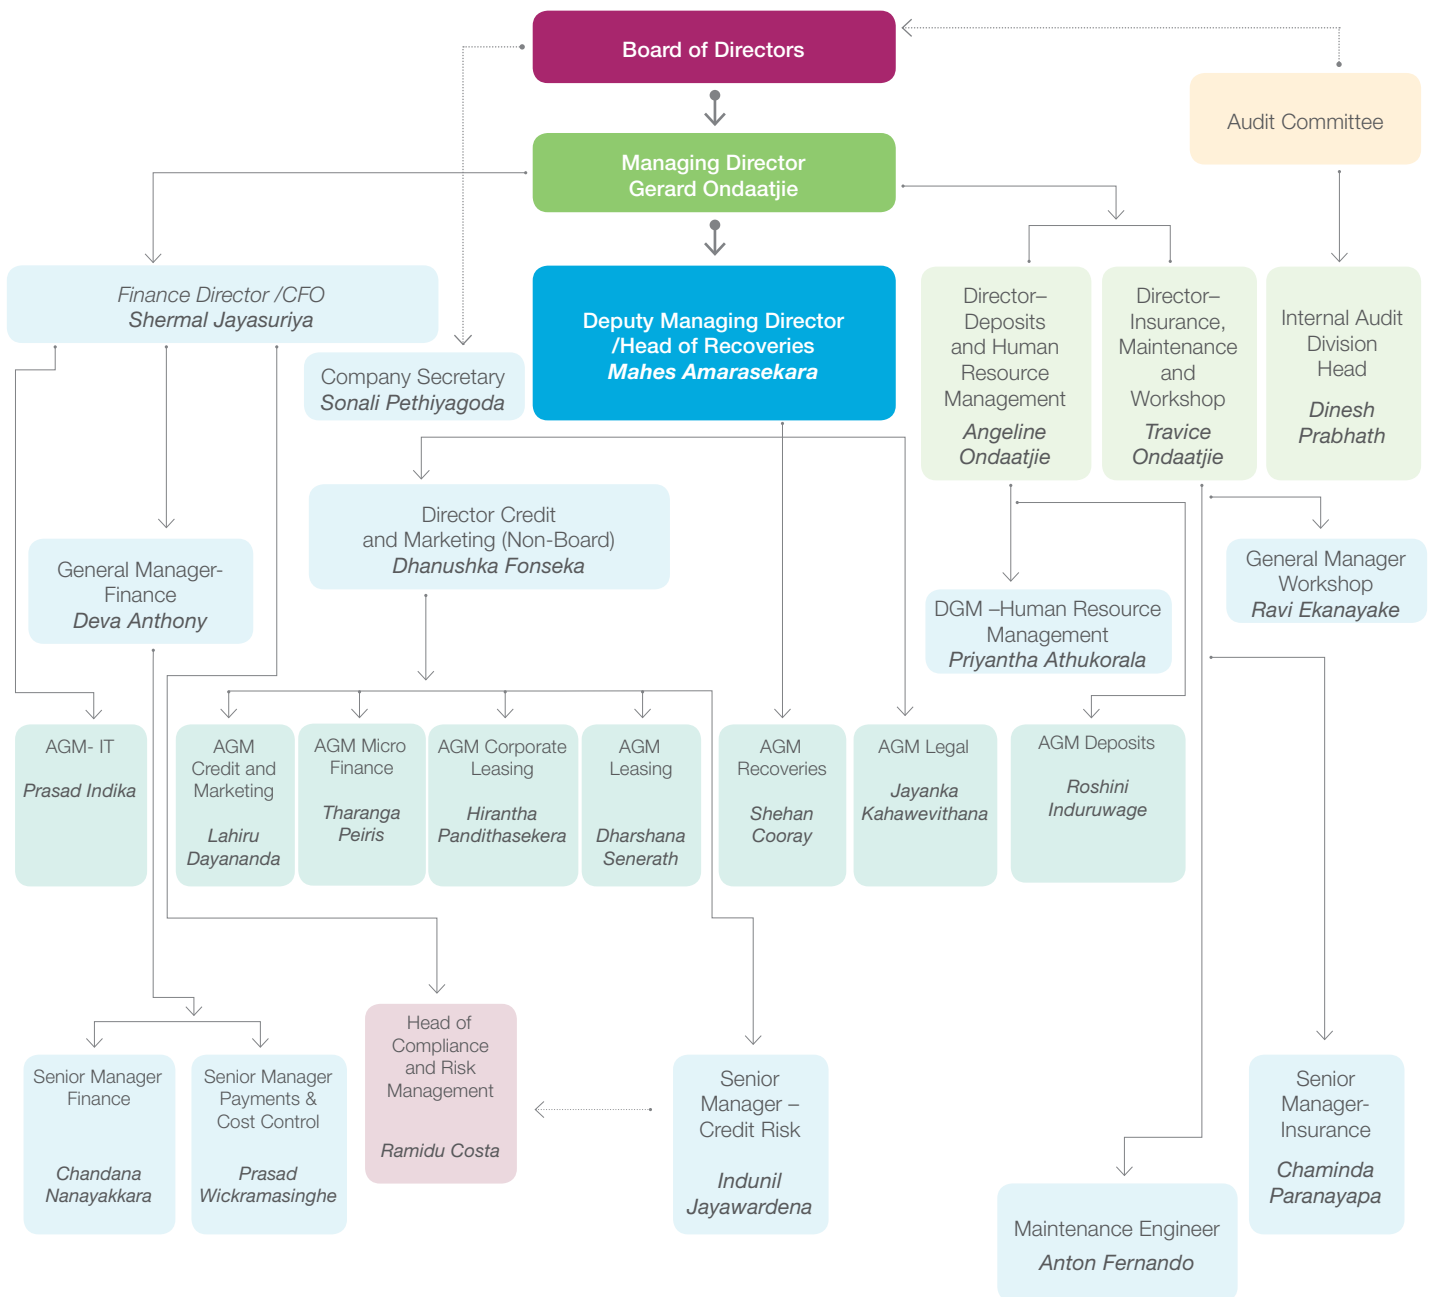 Board of Directors
Audit Committee
Managing Director
Gerard Ondaatjie
Finance Director /CFO
Shermal Jayasuriya
Company Secretary
Sonali Pethiyagoda
Deputy Managing Director
/Head of Recoveries
Mahes Amarasekara
Director–
Deposits
and Human
Resource
Management
Angeline
Ondaatjie
Director–
Insurance,
Maintenance
and
Workshop
Travice
Ondaatjie
Internal Audit
Division
Head
Dinesh
Prabhath
General Manager-
Finance
Deva Anthony
Director Credit
and Marketing (Non-Board)
Dhanushka Fonseka
DGM –Human Resource
Management
Priyantha Athukorala
General Manager
Workshop
Ravi Ekanayake
AGM- IT
Prasad Indika
AGM
Credit and
Marketing
Lahiru
Dayananda
AGM Micro
Finance
Tharanga
Peiris
AGM Corporate
Leasing
Hirantha
Pandithasekera
AGM
Leasing
Dharshana
Senerath
AGM
Recoveries
Shehan
Cooray
AGM Legal
Jayanka
Kahawevithana
AGM Deposits
Roshini
Induruwage
Senior Manager
Finance
Chandana
Nanayakkara
Senior Manager
Payments &
Cost Control
Prasad
Wickramasinghe
Head of
Compliance
and Risk
Management
Ramidu Costa
Senior
Manager –
Credit Risk
Indunil
Jayawardena
Maintenance Engineer
Anton Fernando
Senior
Manager-
Insurance
Chaminda
Paranayapa